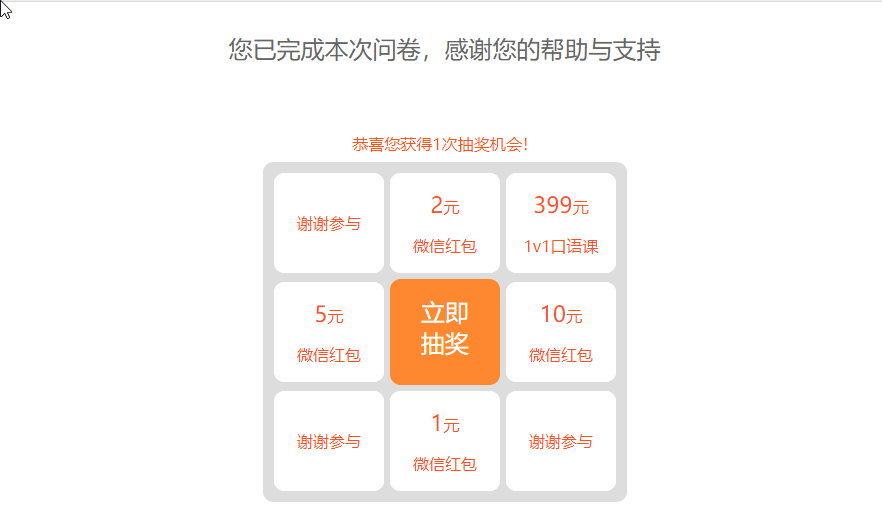 您已完成本次问卷，感谢您的帮助与支持
恭喜您获得1次抽奖机会！
谢谢参与
2元
微信红包
399元
1v1口语课
5元
微信红包
立即
抽奖
10元
微信红包
谢谢参与
1元
微信红包
谢谢参与